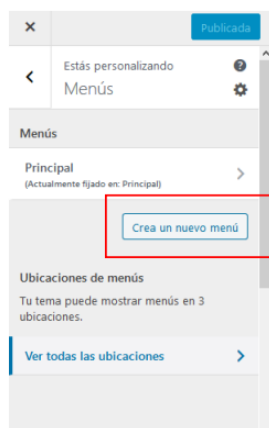 Publicada
Estás personalizando
Menús
Menús
Principal
(Actualmente fijado en: Principal)
Crea un nuevo menú
Ubicaciones de menús
Tu tema puede mostrar menús en 3
ubicaciones.
Ver todas las ubicaciones